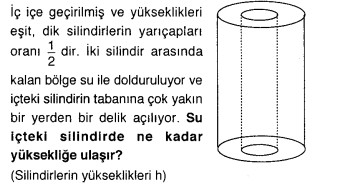 İç içe geçirilmiş ve yükseklikleri
eşit, dik silindirlerin yarıçapları
oranı 1/2 dir. İki silindir arasında
kalan bölge su ile dolduruluyor ve
içteki silindirin tabanına çok yakın
bir yerden bir delik açılıyor. Su
içteki silindirde ne kadar
yüksekliğe ulaşır?
(Silindirlerin yükseklikleri h)